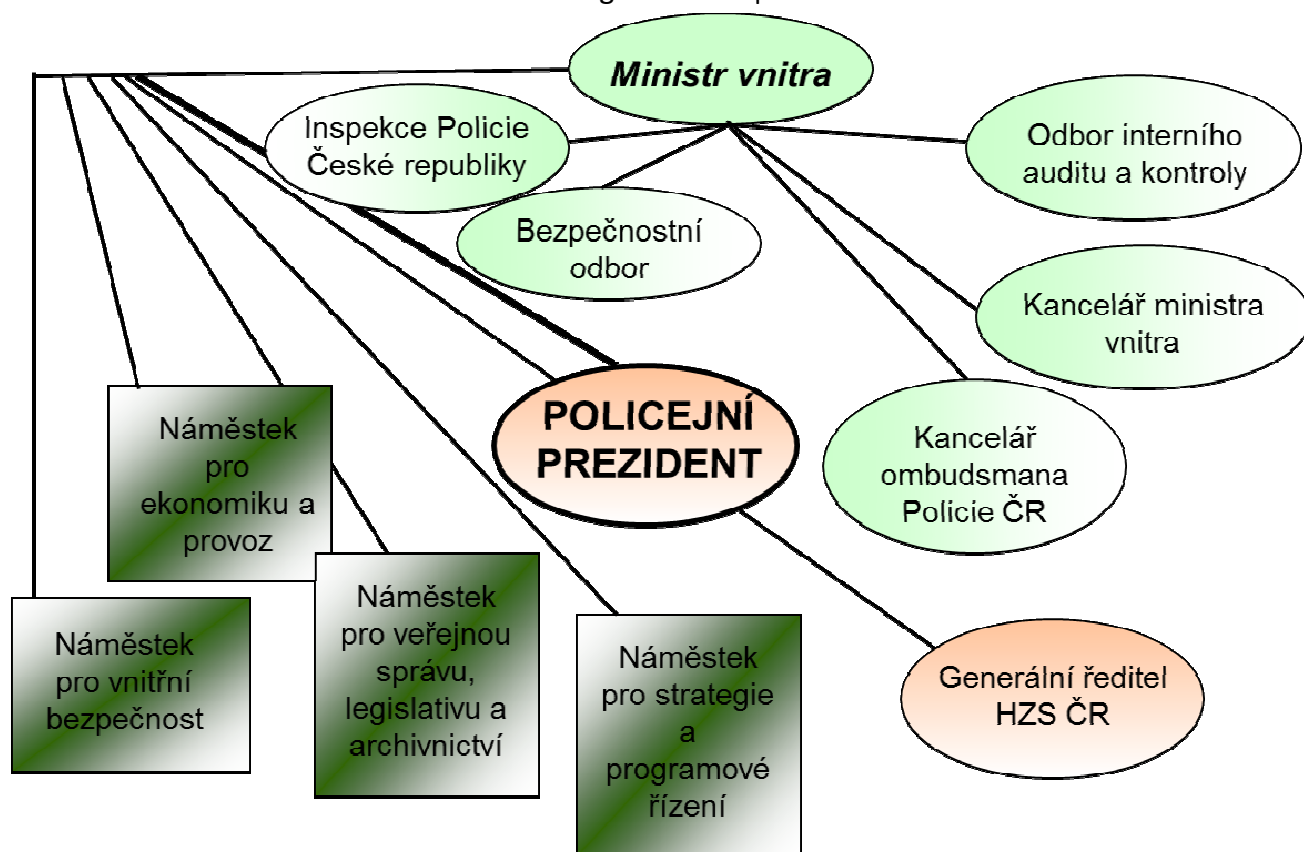 Ministr vnitra
Inspekce Policie
České republiky
Odbor interního
auditu a kontroly
Bezpečnostní
odbor
Kancelář ministra
vnitra
POLICEJNÍ
PREZIDENT
Kancelář
ombudsmana
Policie ČR
Náměstek
pro
ekonomiku a
provoz
Náměstek
pro vnitřní
bezpečnost
Náměstek
pro veřejnou
správu,
legislativu a
archivnictví
Náměstek
pro strategie
a
programové
řízení
Generální ředitel
HZS ČR